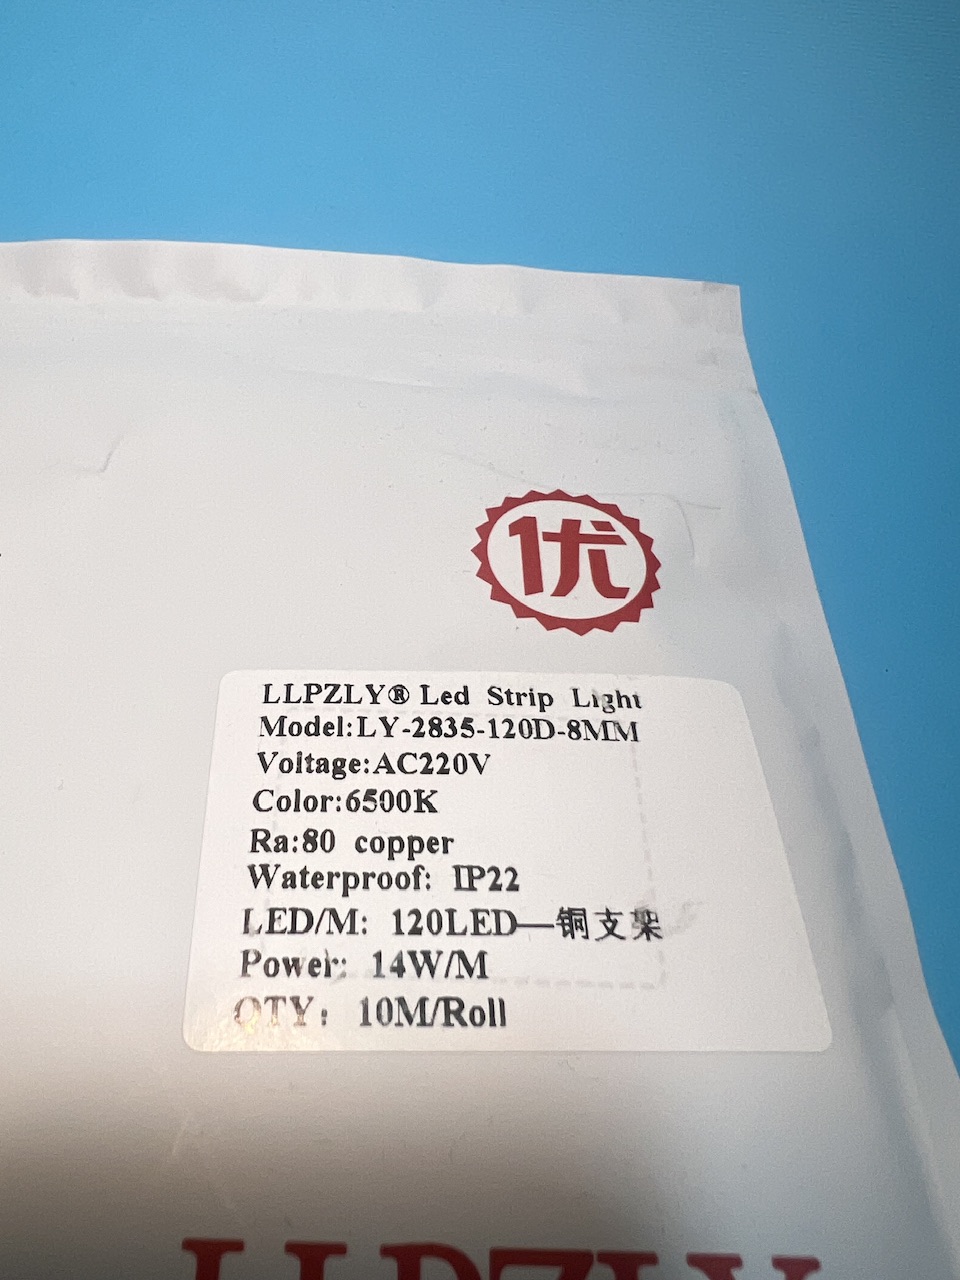 优
LLPZLY® Led Strip Light
Model:LY-2835-120D-8MM
Voltage:AC220V
Color:6500K
Ra:80 copper
Waterproof: IP22
LED/M: 120LED—铜支架
Power: 14W/M
QTY: 10M/Roll
LLPZLY